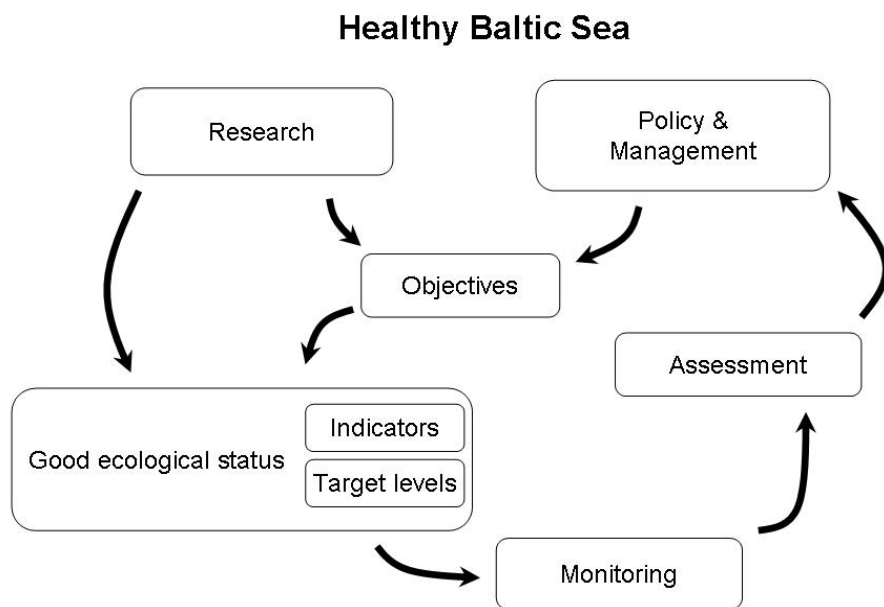 Healthy Baltic Sea
Research
Policy &
Management
Objectives
Assessment
Good ecological status
Indicators
Target levels
Monitoring